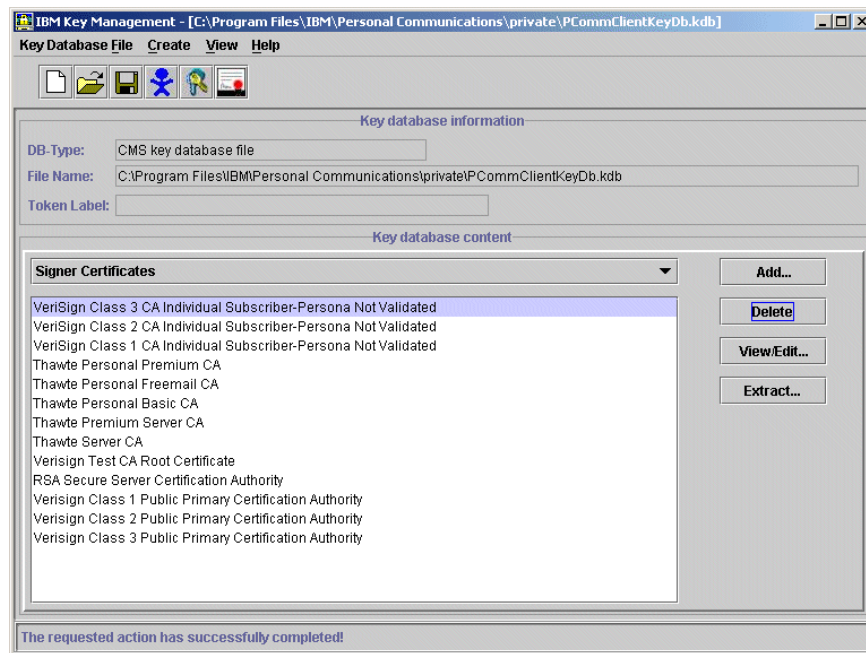 IBM Key Management - [C:\Program Files\IBM\Personal Communications\private\PCommClientKeyDb.kdb]
Key Database File Create View Help
Key database information
DB-Type: CMS key database file
File Name: C:\Program Files\IBM\Personal Communications\private\PCommClientKeyDb.kdb
Token Label:
Key database content
Signer Certificates
Add...
VeriSign Class 3 CA Individual Subscriber-Persona Not Validated
Delete
VeriSign Class 2 CA Individual Subscriber-Persona Not Validated
VeriSign Class 1 CA Individual Subscriber-Persona Not Validated
View/Edit...
Thawte Personal Premium CA
Thawte Personal Freemail CA
Extract...
Thawte Personal Basic CA
Thawte Premium Server CA
Thawte Server CA
Verisign Test CA Root Certificate
RSA Secure Server Certification Authority
Verisign Class 1 Public Primary Certification Authority
Verisign Class 2 Public Primary Certification Authority
Verisign Class 3 Public Primary Certification Authority
The requested action has successfully completed!